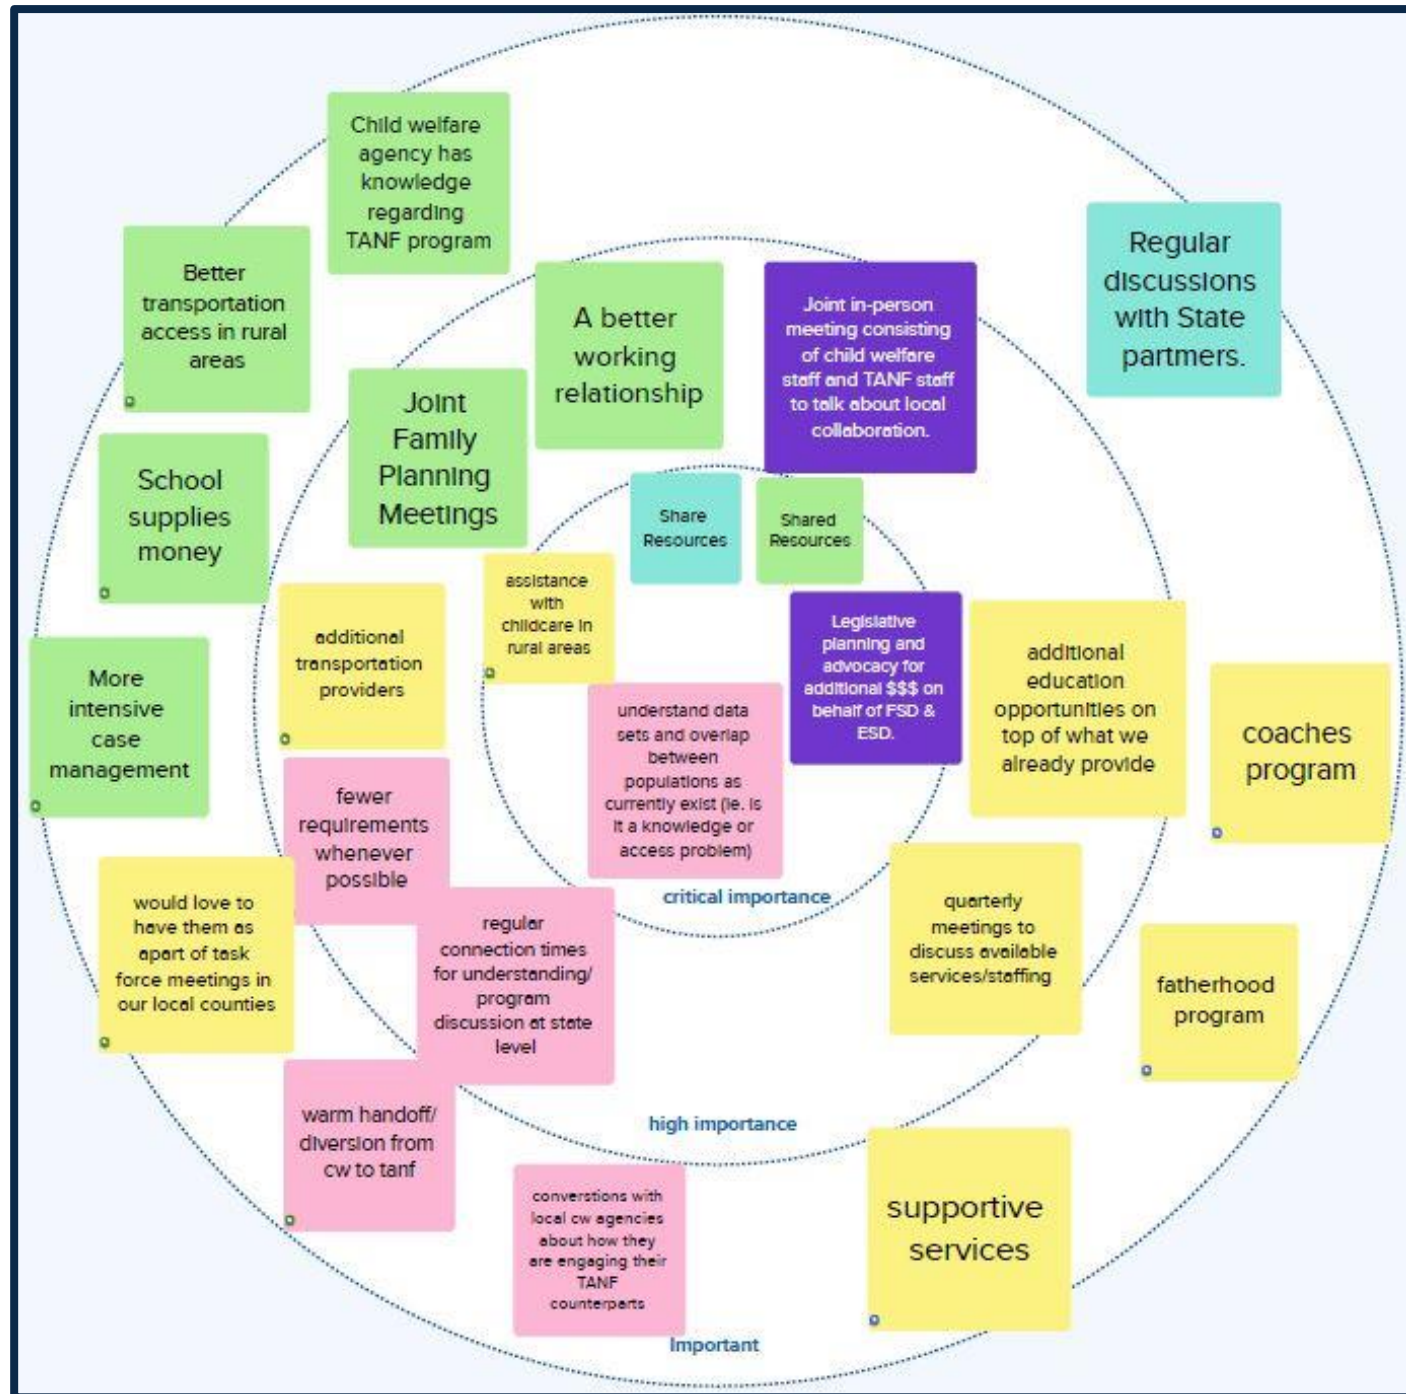 Child welfare
agency has
knowledge
regarding
TANF program
Better
transportation
access in rural
areas
A better
working
relationship
Joint in-person
meeting consisting
of child welfare
staff and TANF staff
to talk about local
collaboration.
Regular
discussions
with State
partmers.
Joint
Family
Planning
Meetings
School
supplies
money
Share
Resources
Shared
Resources
assistance
with
childcare in
rural areas
Legislative
planning and
advocacy for
additional $$$ on
behalf of FSD &
ESD.
additional
transportation
providers
More
intensive
case
management
understand data
sets and overlap
between
populations as
currently exist (ie. is
it a knowledge or
access problem)
additional
education
opportunities on
top of what we
already provide
coaches
program
fewer
requirements
whenever
possible
critical importance
would love to
have them as
apart of task
force meetings in
our local counties
regular
connection times
for understanding/
program
discussion at state
level
quarterly
meetings to
discuss available
services/staffing
fatherhood
program
warm handoff/
diversion from
cw to tanf
high importance
converstions with
local cw agencies
about how they
are engaging their
TANF
counterparts
supportive
services
Important